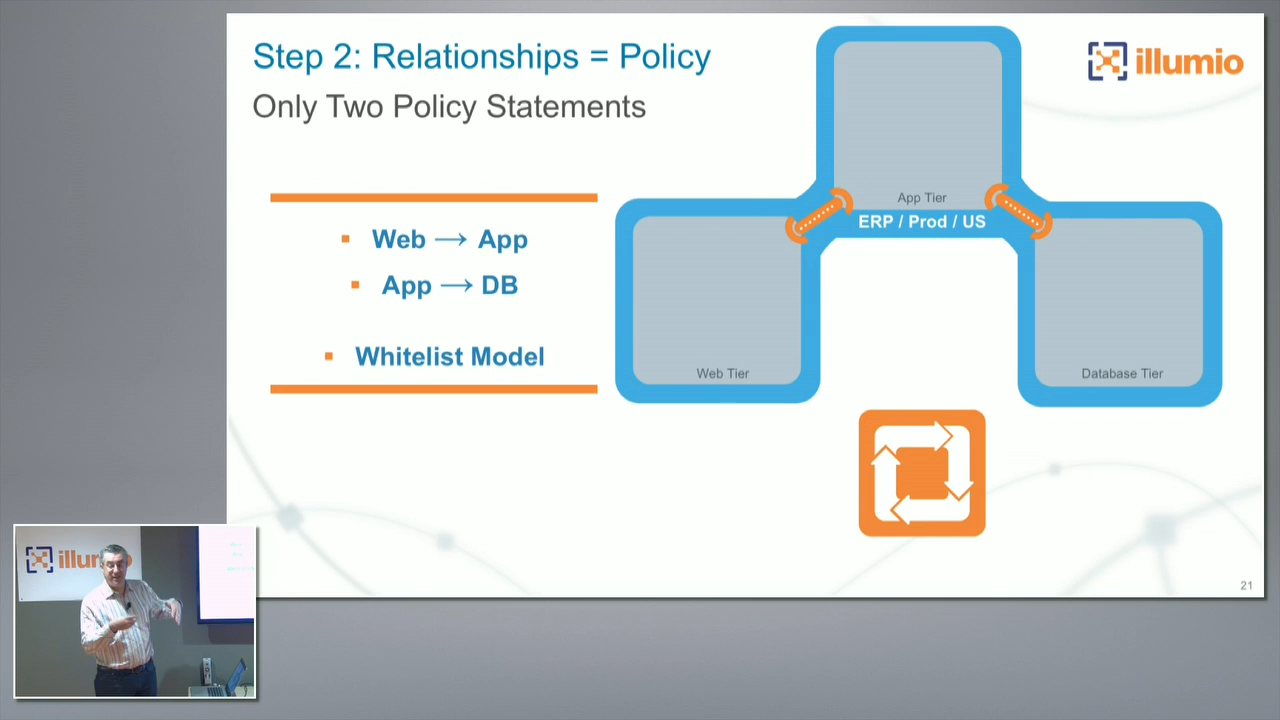 Step 2: Relationships = Policy
Only Two Policy Statements
illumio
▪ Web → App
▪ App → DB
▪ Whitelist Model
App Tier
ERP / Prod / US
Web Tier
Database Tier
21